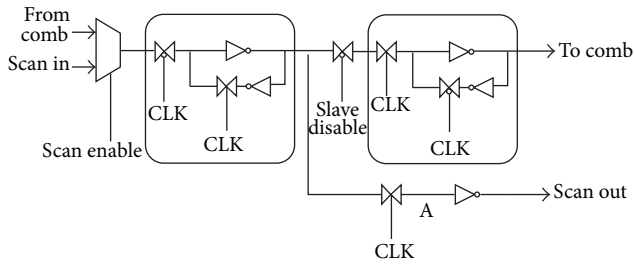 From
comb
Scan in
Scan enable
CLK
CLK
Slave
disable
CLK
CLK
To comb
A
CLK
Scan out